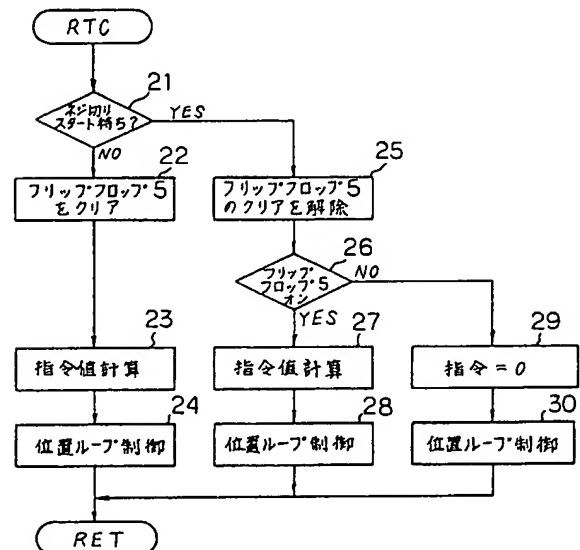 RTC
21
ネジ切り
スタート待ち?
YES
NO
22
フリップフロップ5
をクリア
25
フリップフロップ5
のクリアを解除
26
フリップ
フロップ5
オン
NO
YES
23
指令値計算
27
指令値計算
29
指令=0
24
位置ループ制御
28
位置ループ制御
30
位置ループ制御
RET